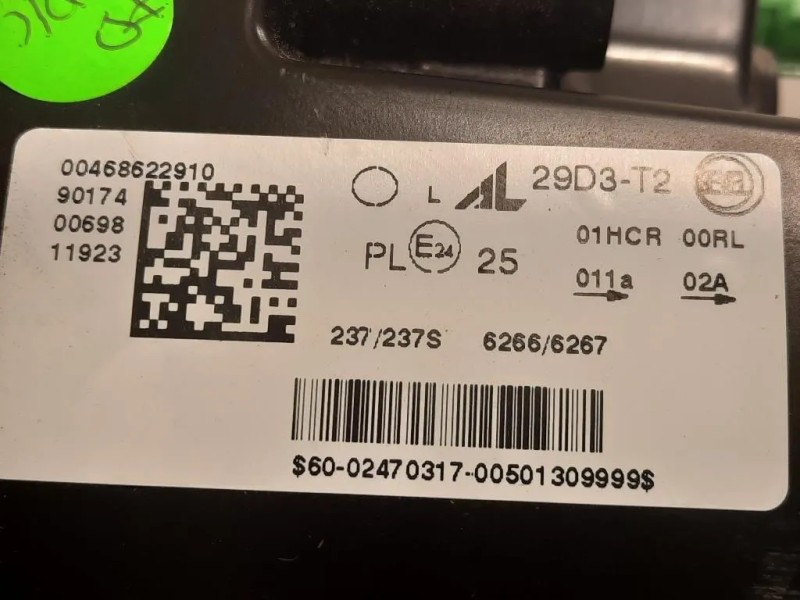 00468622910
90174
00698
11923
L AL 29D3-T2
PL E24 25
01HCR 00RL
011a 02A
237/237S 6266/6267
$60-02470317-00501309999$